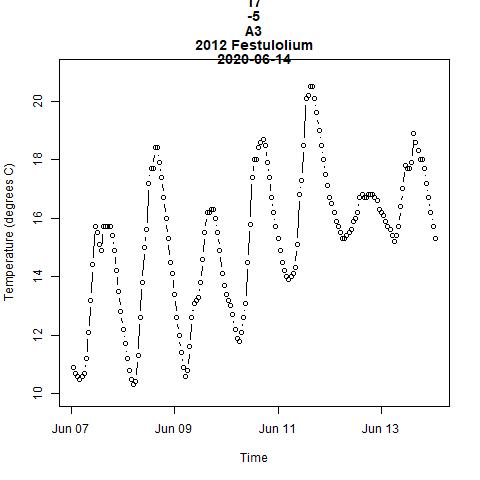 17
-5
A3
2012 Festulolium
2020-06-14
Temperature (degrees C)
20
18
16
14
12
10
Jun 07
Jun 09
Jun 11
Jun 13
Time